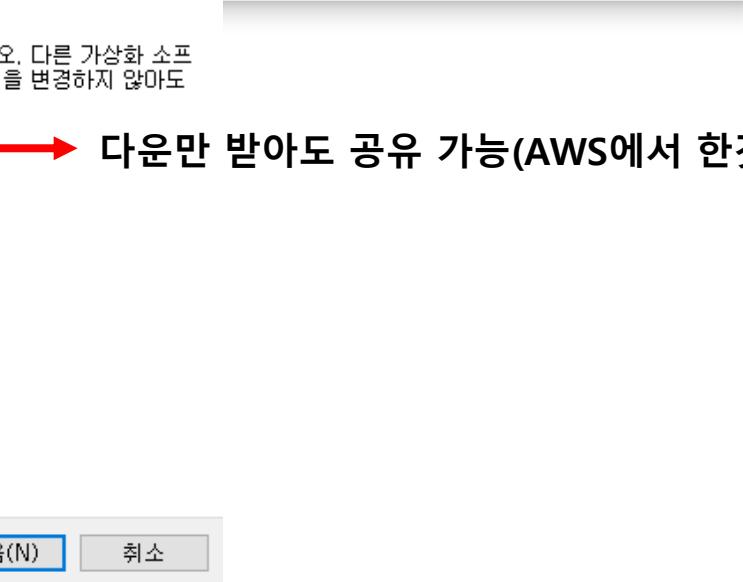 오, 다른 가상화 소프
을 변경하지 않아도
다운만 받아도 공유 가능(AWS에서
(N)
취소